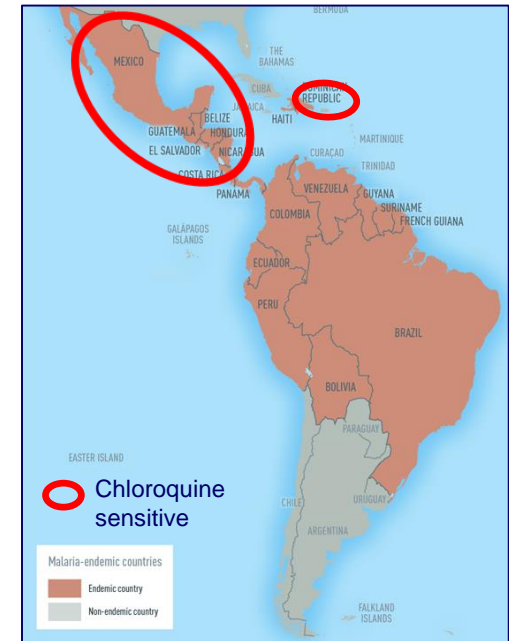 BERMUDA
THE
BAHAMAS
MEXICO
CUBA
DOMINICAN
REPUBLIC
JAMAICA
HAITI
BELIZE
GUATEMALA
HONDURAS
EL SALVADOR
NICARAGUA
MARTINIQUE
CURAÇAO
TRINIDAD
COSTA RICA
PANAMA
VENEZUELA
GUYANA
SURINAME
FRENCH GUIANA
COLOMBIA
GALÁPAGOS
ISLANDS
ECUADOR
PERU
BRAZIL
BOLIVIA
PARAGUAY
EASTER ISLAND
Chloroquine
sensitive
CHILE
URUGUAY
ARGENTINA
Malaria-endemic countries
Endemic country
Non-endemic country
FALKLAND
ISLANDS